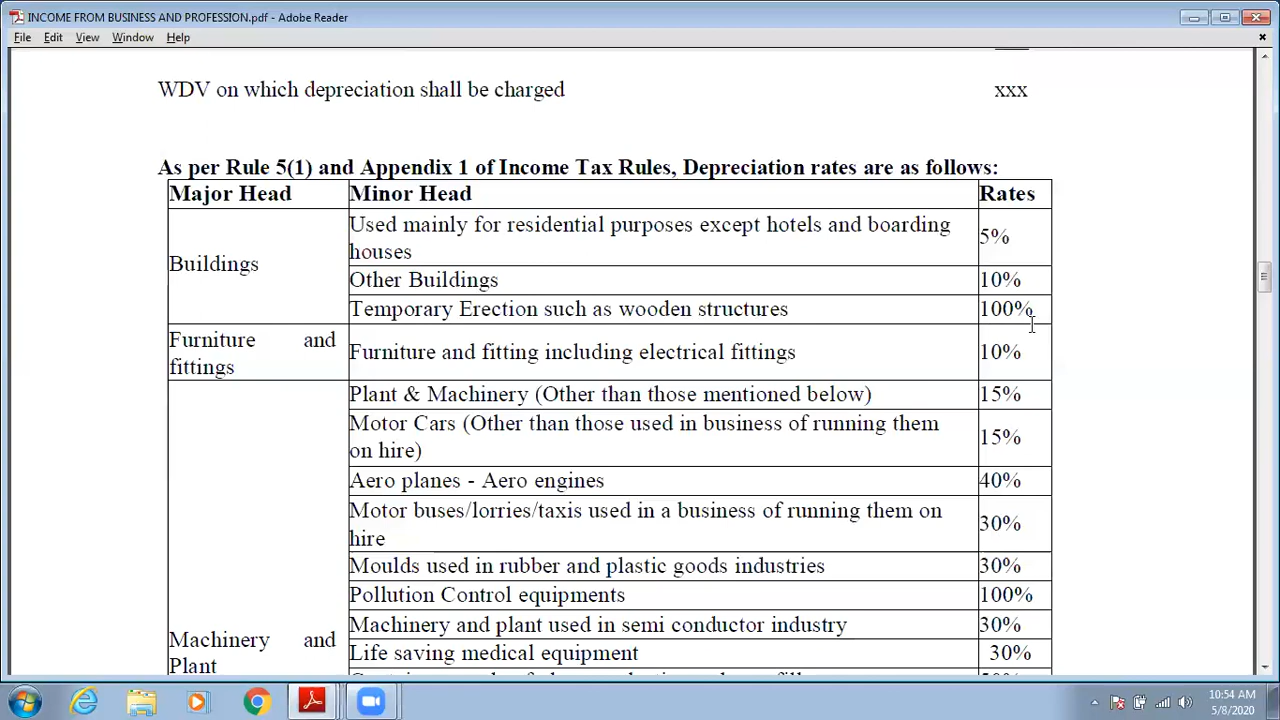 INCOME FROM BUSINESS AND PROFESSION.pdf - Adobe Reader
File Edit View Window Help
WDV on which depreciation shall be charged xxx
As per Rule 5(1) and Appendix 1 of Income Tax Rules, Depreciation rates are as follows:
Major Head Minor Head Rates
Buildings
Used mainly for residential purposes except hotels and boarding
houses
5%
Other Buildings 10%
Temporary Erection such as wooden structures 100%
Furniture and
fittings
Furniture and fitting including electrical fittings 10%
Plant & Machinery (Other than those mentioned below) 15%
Motor Cars (Other than those used in business of running them
on hire)
15%
Aero planes - Aero engines 40%
Motor buses/lorries/taxis used in a business of running them on
hire
30%
Moulds used in rubber and plastic goods industries 30%
Pollution Control equipments 100%
Machinery and plant used in semi conductor industry 30%
Machinery and
Plant
Life saving medical equipment 30%
10:54 AM
5/8/2020